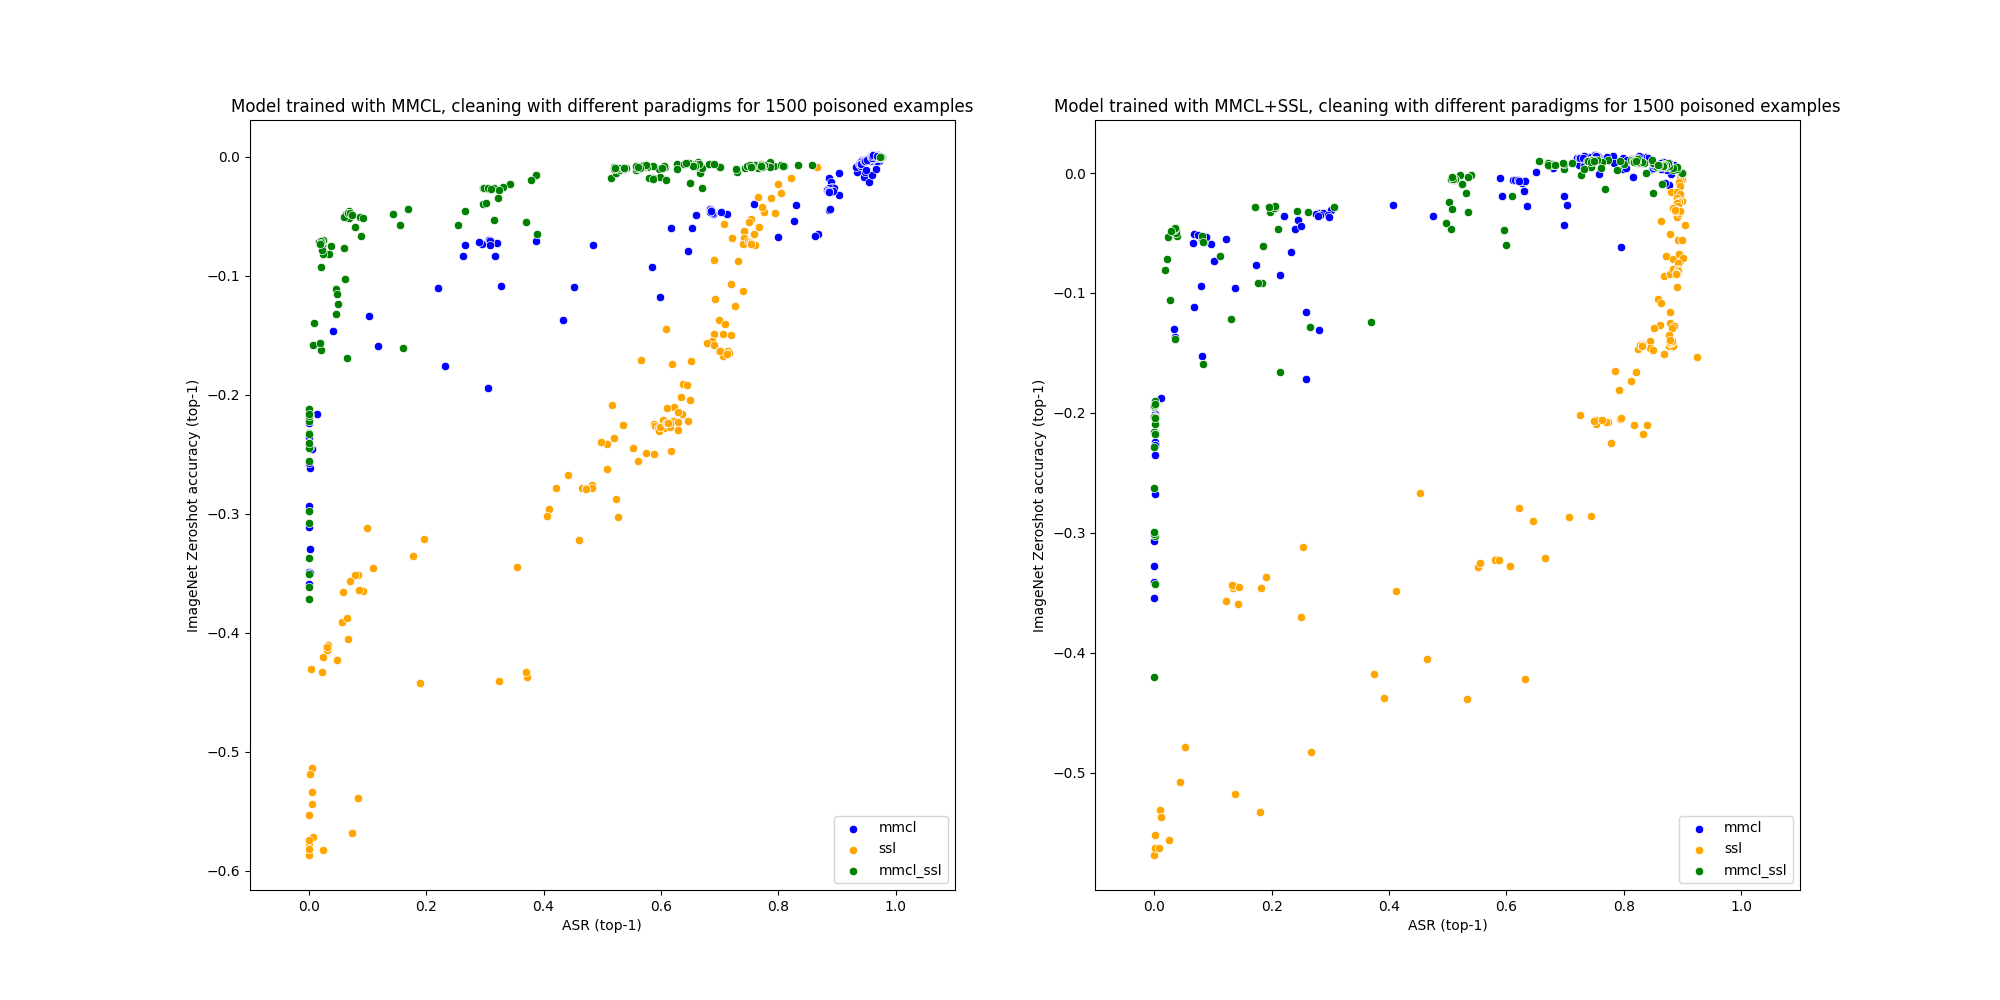 Model trained with MMCL, cleaning with different paradigms for 1500 poisoned examples
0.0
−0.1
−0.2
−0.3
−0.4
−0.5
−0.6
ImageNet Zeroshot accuracy (top-1)
0.0 0.2 0.4 0.6 0.8 1.0
ASR (top-1)
mmcl
ssl
mmcl_ssl
Model trained with MMCL+SSL, cleaning with different paradigms for 1500 poisoned examples
0.0
−0.1
−0.2
−0.3
−0.4
−0.5
ImageNet Zeroshot accuracy (top-1)
0.0 0.2 0.4 0.6 0.8 1.0
ASR (top-1)
mmcl
ssl
mmcl_ssl